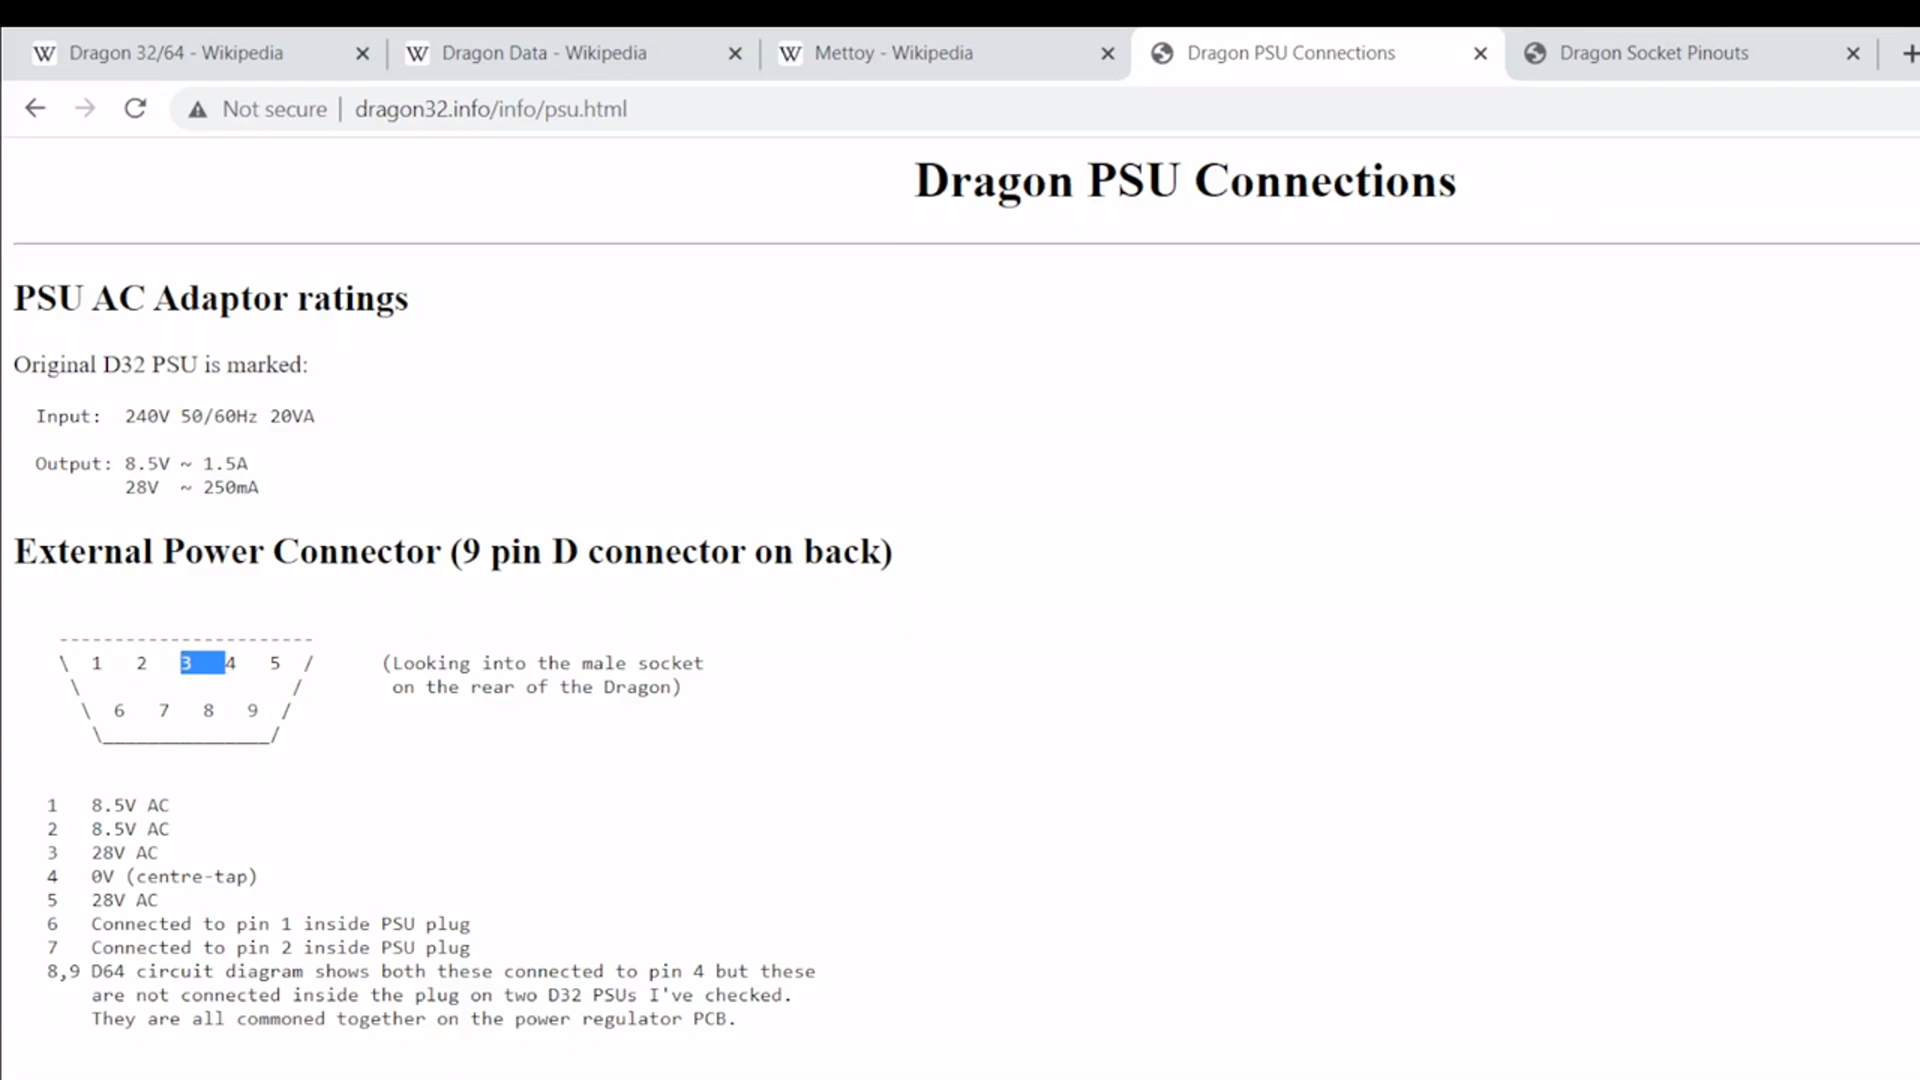 Dragon 32/64 - Wikipedia
Dragon Data - Wikipedia
Mettoy - Wikipedia
Dragon PSU Connections
Dragon Socket Pinouts
Not secure | dragon32.info/info/psu.html
Dragon PSU Connections
PSU AC Adaptor ratings
Original D32 PSU is marked:
Input: 240V 50/60Hz 20VA
Output: 8.5V ~ 1.5A
28V ~ 250mA
External Power Connector (9 pin D connector on back)
----------------------
\ 1 2 3 4 5 / (Looking into the male socket
\ / on the rear of the Dragon)
\ 6 7 8 9 /
\_______________/
1 8.5V AC
2 8.5V AC
3 28V AC
4 0V (centre-tap)
5 28V AC
6 Connected to pin 1 inside PSU plug
7 Connected to pin 2 inside PSU plug
8,9 D64 circuit diagram shows both these connected to pin 4 but these
are not connected inside the plug on two D32 PSUs I've checked.
They are all commoned together on the power regulator PCB.